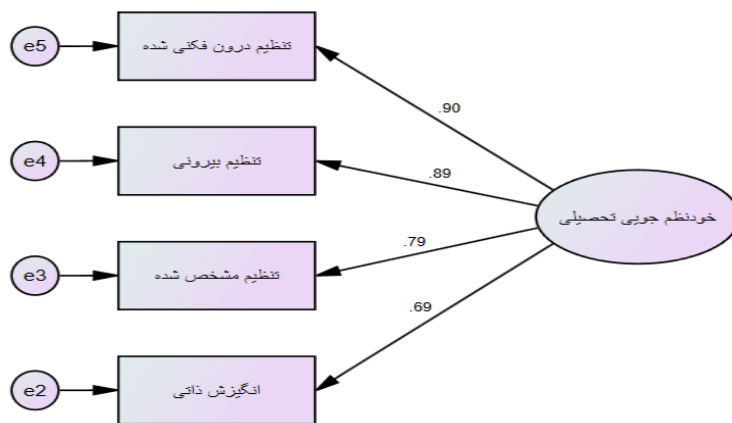 e5
تنظیم درون فکنی شده
.90
e4
تنظیم بیرونی
.89
خودنظم جویی تحصیلی
e3
تنظیم مشخص شده
.79
.69
e2
انگیزش ذاتی